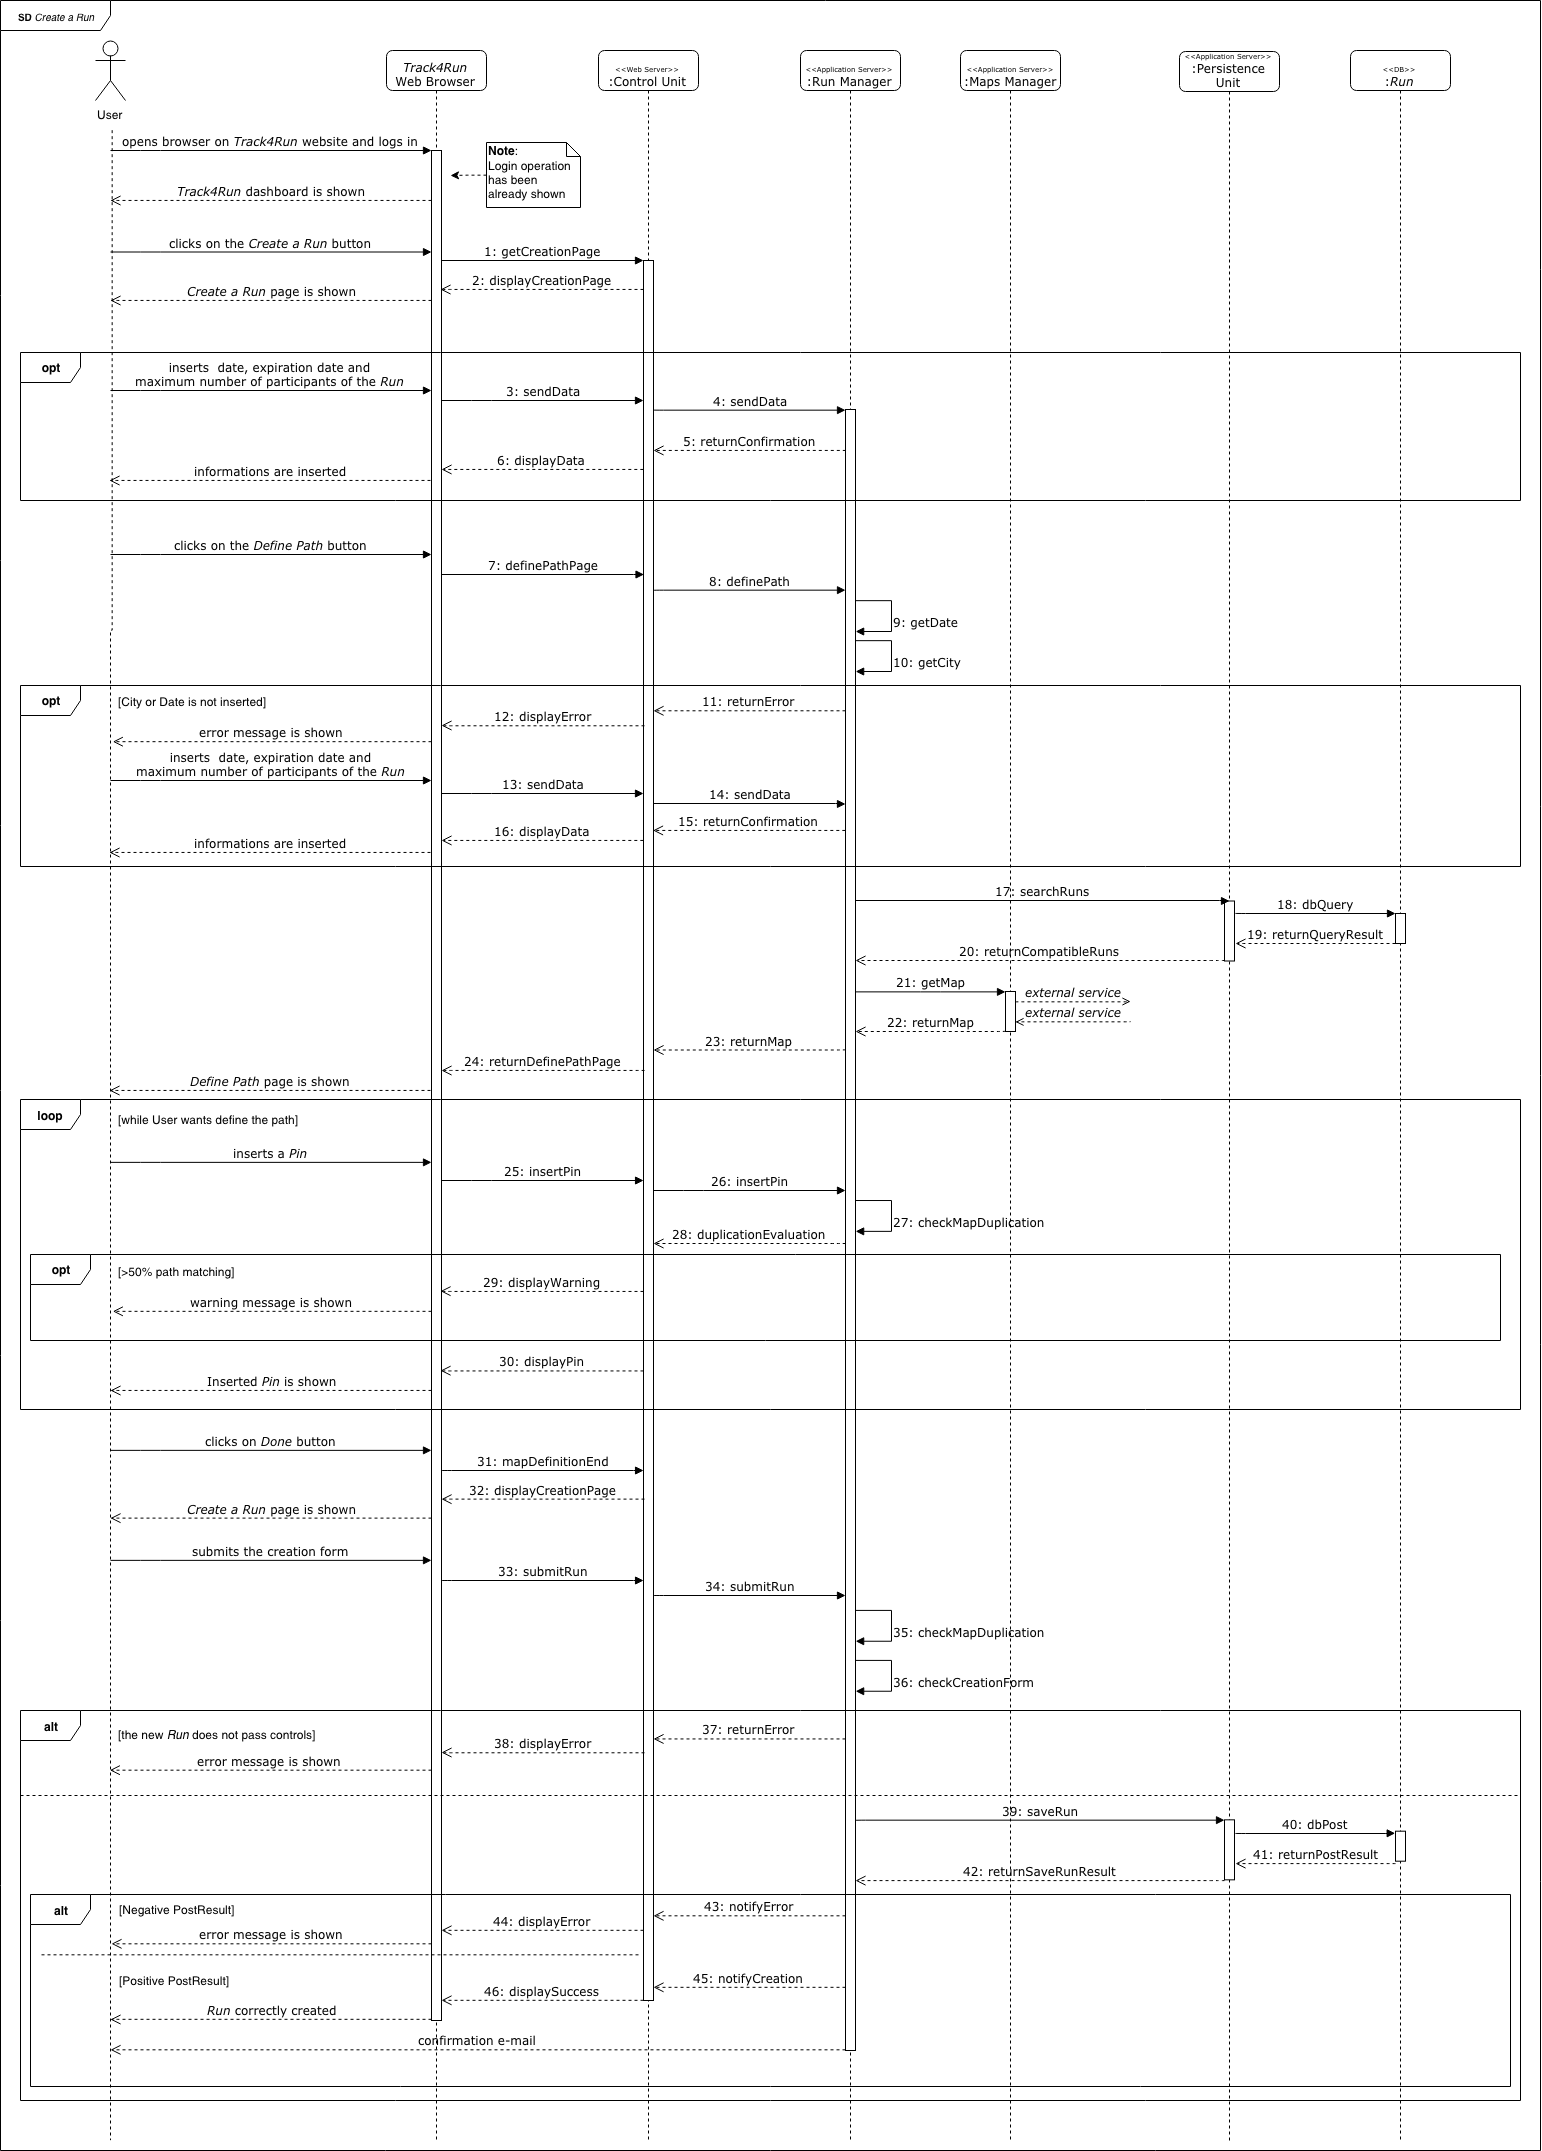 SD Create a Run
User
Track4Run
Web Browser
<<Web Server>>
:Control Unit
<<Application Server>>
:Run Manager
<<Application Server>>
:Maps Manager
<<Application Server>>
:Persistence
Unit
<<DB>>
:Run
opens browser on Track4Run website and logs in
Note:
Login operation
has been
already shown
Track4Run dashboard is shown
clicks on the Create a Run button
1: getCreationPage
2: displayCreationPage
Create a Run page is shown
opt
inserts  date, expiration date and
maximum number of participants of the Run
3: sendData
4: sendData
5: returnConfirmation
6: displayData
informations are inserted
clicks on the Define Path button
7: definePathPage
8: definePath
9: getDate
10: getCity
opt
[City or Date is not inserted]
11: returnError
12: displayError
error message is shown
inserts  date, expiration date and
maximum number of participants of the Run
13: sendData
14: sendData
15: returnConfirmation
16: displayData
informations are inserted
17: searchRuns
18: dbQuery
19: returnQueryResult
20: returnCompatibleRuns
21: getMap
external service
external service
22: returnMap
23: returnMap
24: returnDefinePathPage
Define Path page is shown
loop
[while User wants define the path]
inserts a Pin
25: insertPin
26: insertPin
27: checkMapDuplication
28: duplicationEvaluation
opt
[>50% path matching]
29: displayWarning
warning message is shown
30: displayPin
Inserted Pin is shown
clicks on Done button
31: mapDefinitionEnd
32: displayCreationPage
Create a Run page is shown
submits the creation form
33: submitRun
34: submitRun
35: checkMapDuplication
36: checkCreationForm
alt
[the new Run does not pass controls]
37: returnError
38: displayError
error message is shown
39: saveRun
40: dbPost
41: returnPostResult
42: returnSaveRunResult
alt
[Negative PostResult]
43: notifyError
44: displayError
error message is shown
[Positive PostResult]
45: notifyCreation
46: displaySuccess
Run correctly created
confirmation e-mail